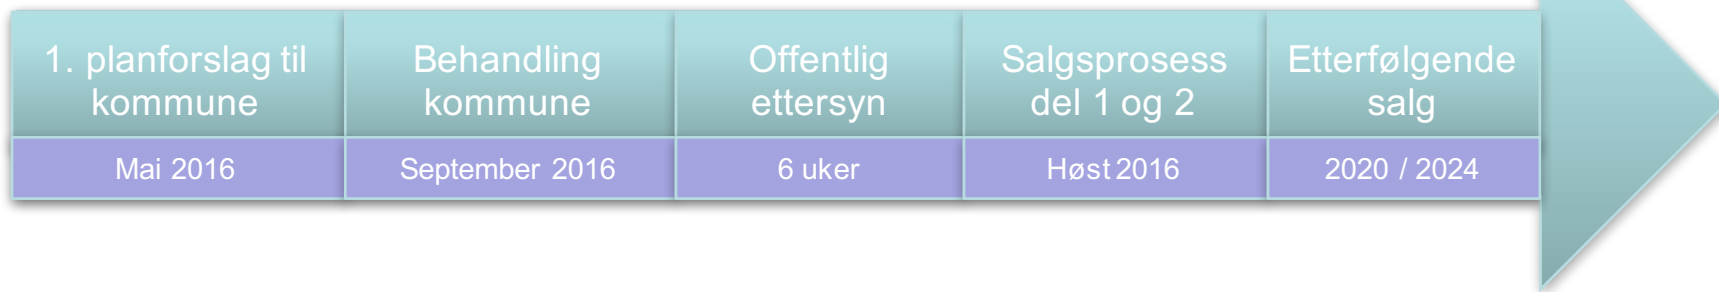 1. planforslag til
kommune
Behandling
kommune
Offentlig
ettersyn
Salgsprosess
del 1 og 2
Etterfølgende
salg
Mai 2016
September 2016
6 uker
Høst 2016
2020 / 2024